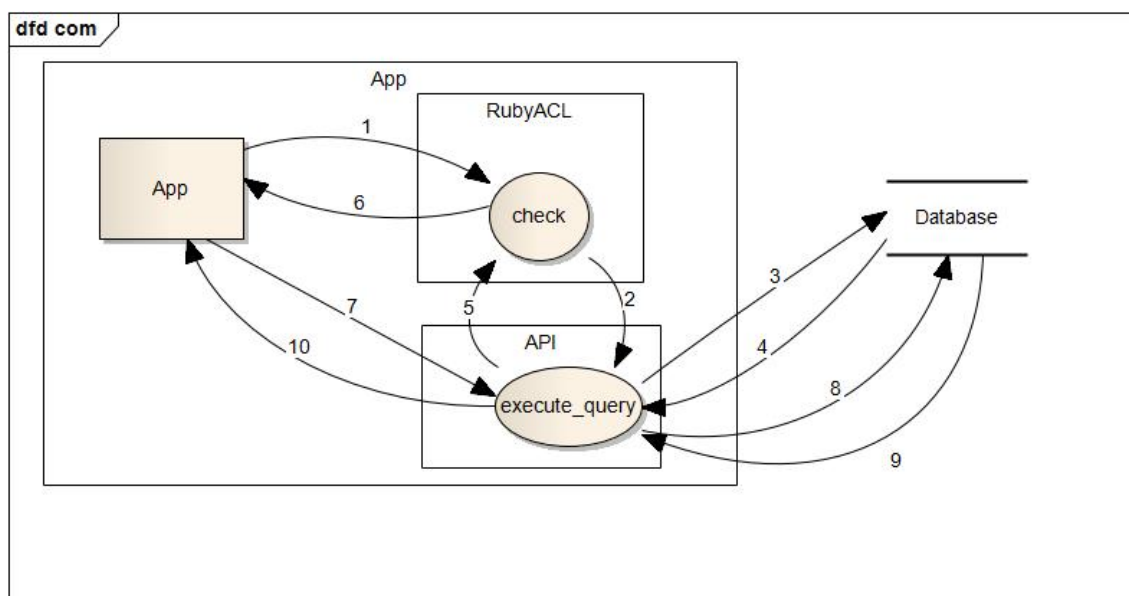 dfd com
App
RubyACL
1
App
6
check
Database
3
5
2
7
API
10
4
8
execute_query
9